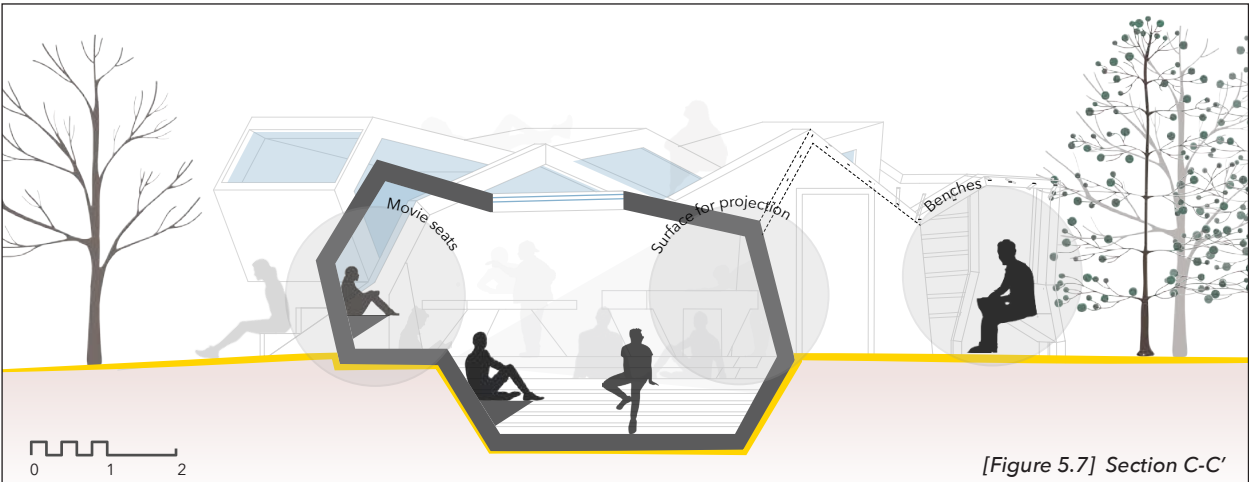 Movie seats
Surface for projection
Benches
0 1 2
[Figure 5.7] Section C-C’